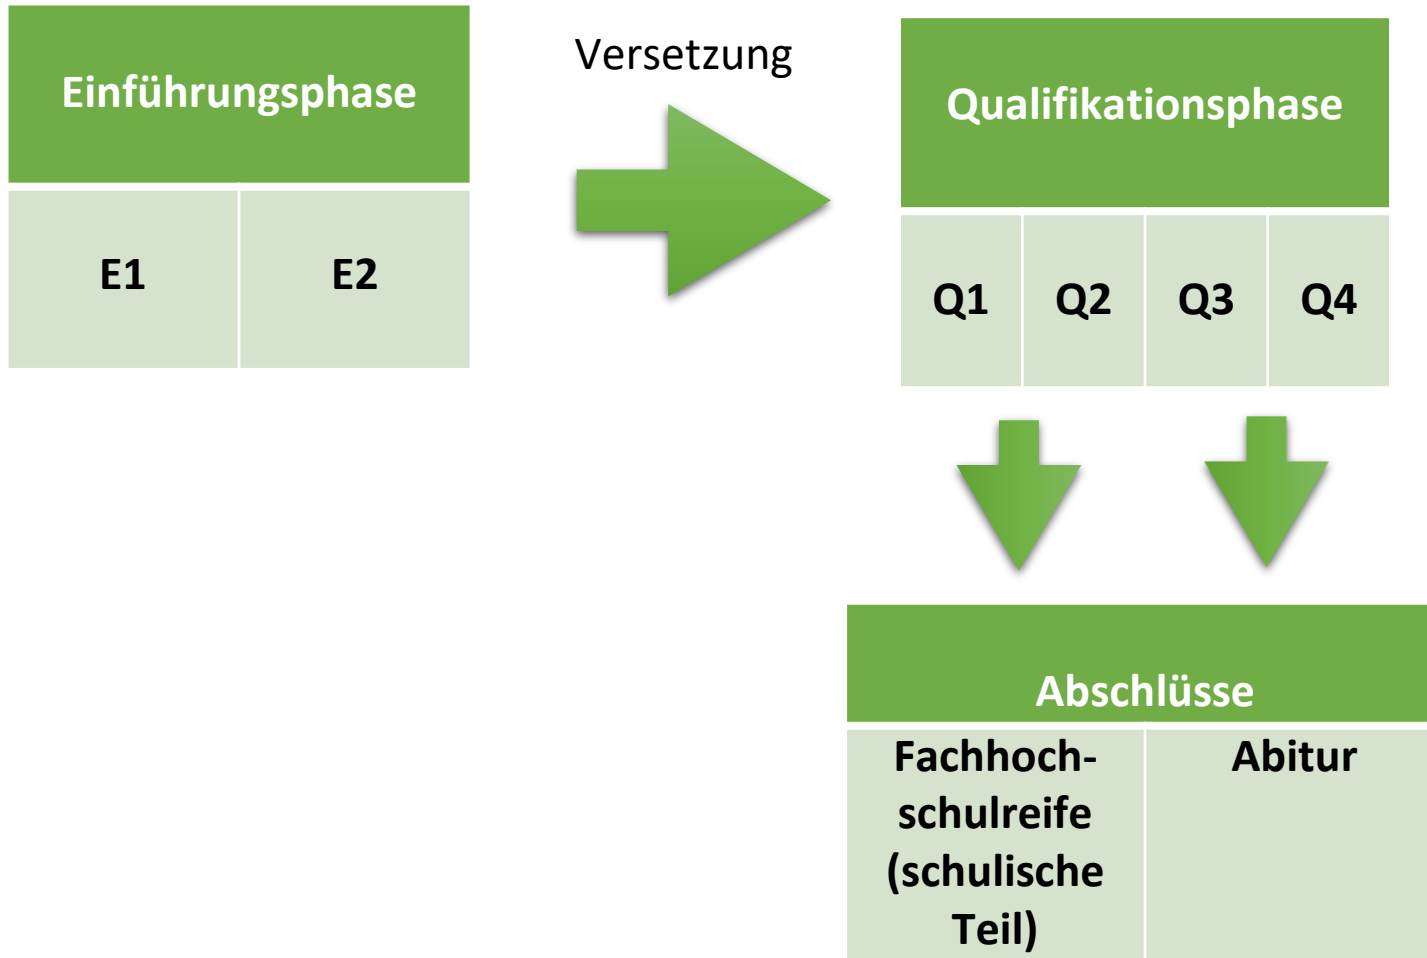 Einführungsphase
E1 E2
Versetzung
Qualifikationsphase
Q1 Q2 Q3 Q4
Abschlüsse
Fachhoch-
schulreife
(schulische
Teil)
Abitur